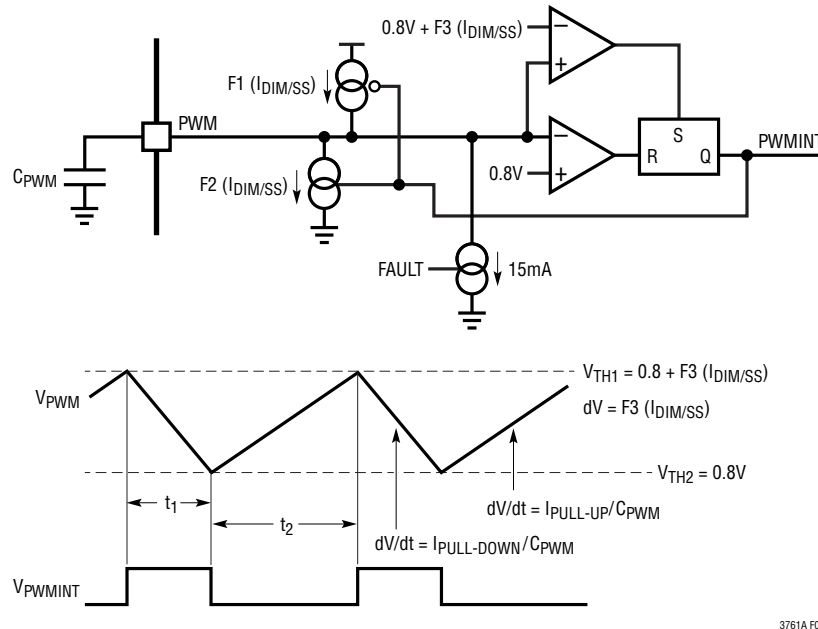 0.8V + F3 (IDIM/SS)
F1 (IDIM/SS)
PWM
S
PWMINT
R
Q
CPWM
F2 (IDIM/SS)
0.8V
FAULT
15mA
VTH1 = 0.8 + F3 (IDIM/SS)
VPWM
dV = F3 (IDIM/SS)
VTH2 = 0.8V
t1
t2
dV/dt = IPULL-UP/CPWM
dV/dt = IPULL-DOWN/CPWM
VPWMINT
3761A F0